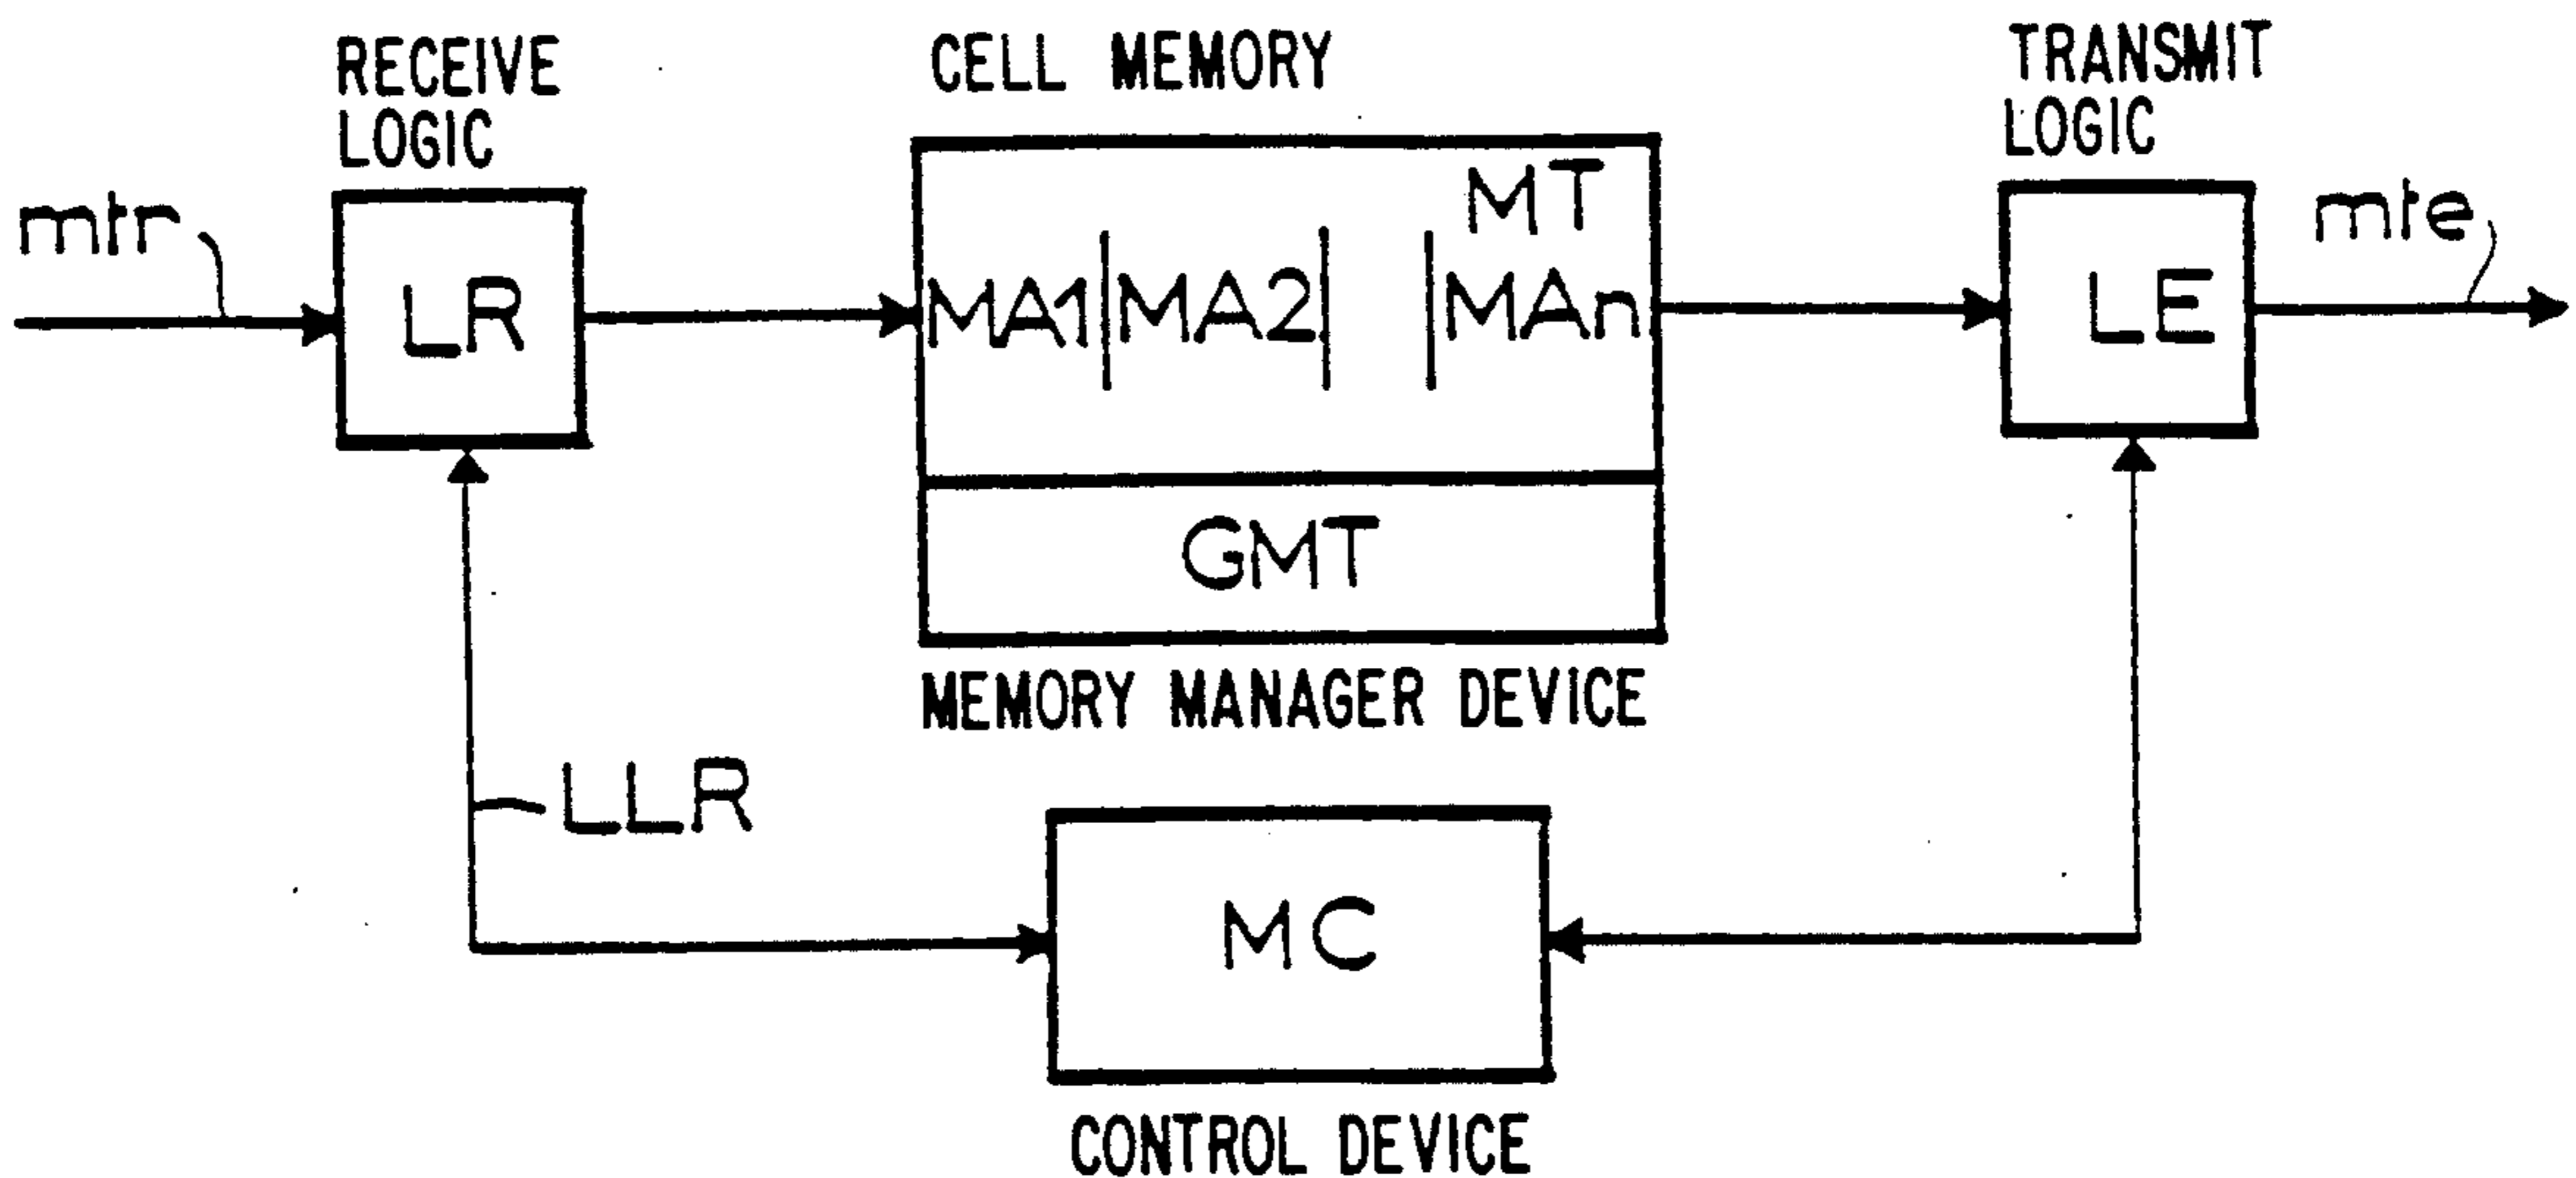 RECEIVE
LOGIC
CELL MEMORY
TRANSMIT
LOGIC
mtr
LR
MT
MA1 MA2 MAn
LE
mte
GMT
MEMORY MANAGER DEVICE
LLR
MC
CONTROL DEVICE